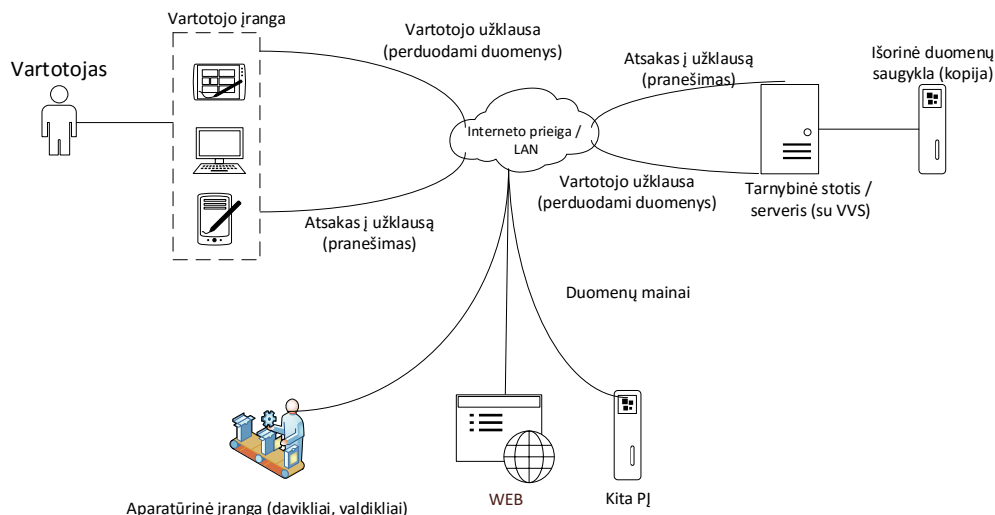 Vartotojo įranga
Vartotojas
Vartotojo užklausa
(perduodami duomenys)
Atsakas į užklausą
(pranešimas)
Išorinė duomenų
saugykla (kopija)
Interneto prieiga /
LAN
Atsakas į užklausą
(pranešimas)
Vartotojo užklausa
(perduodami duomenys)
Tarnybinė stotis /
serveris (su VVS)
Duomenų mainai
Aparatūrinė įranga (davikliai, valdikliai)
WEB
Kita PĮ